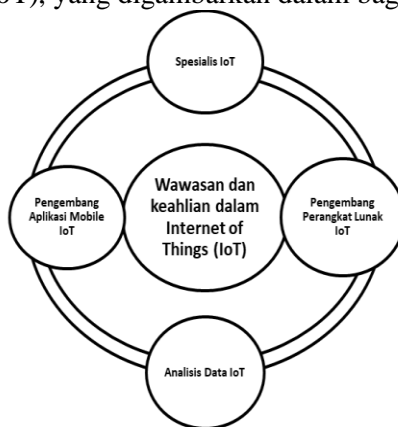 yang digambarkan dalam
Spesialis IoT
Pengembang
Aplikasi Mobile
IoT
Wawasan dan
keahlian dalam
Internet of
Things (IoT)
Pengembang
Perangkat Lunak
IoT
Analisis Data IoT